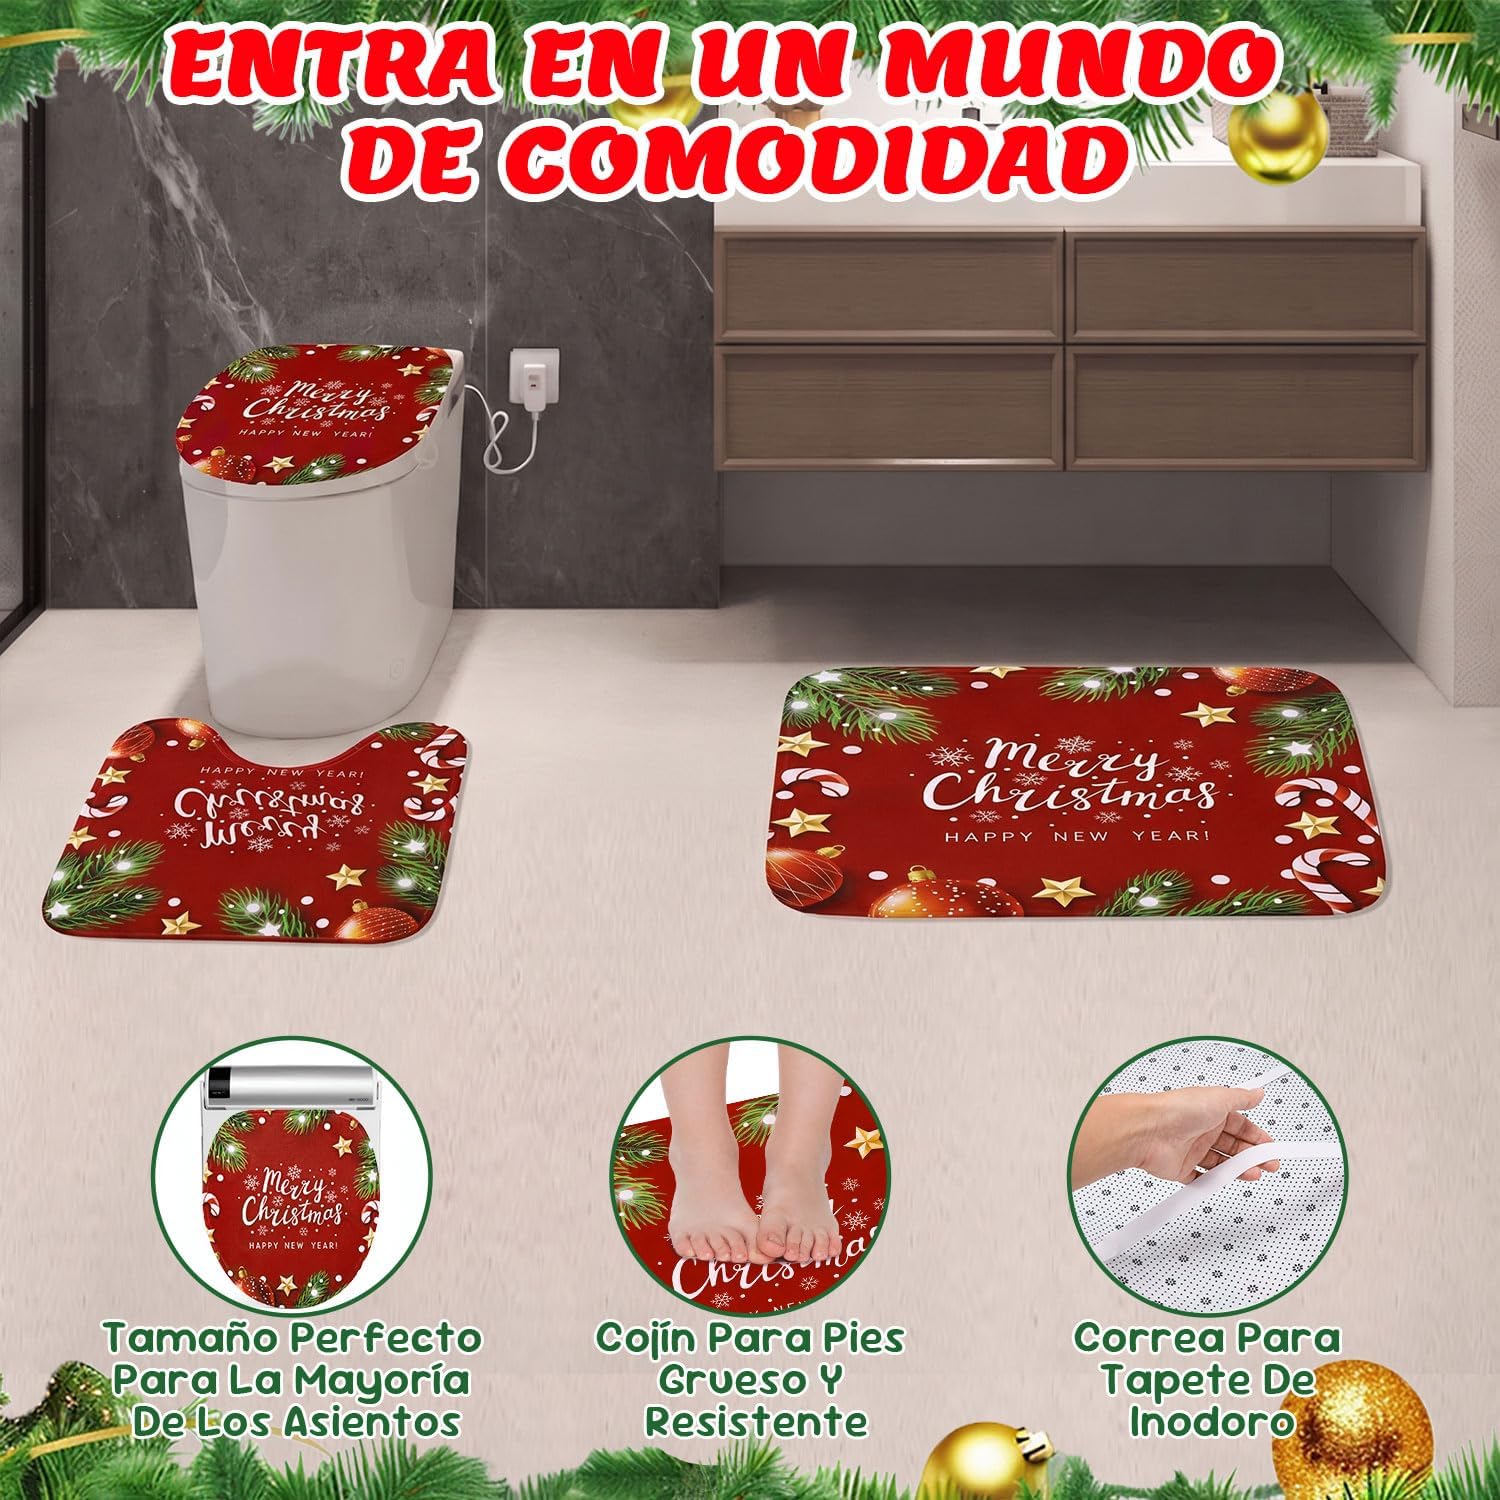 ENTRA EN UN MUNDO
DE COMODIDAD
Merry
Christmas
HAPPY NEW YEAR!
HAPPY NEW YEAR!
Christmas
Merry
Merry
Christmas
HAPPY NEW YEAR!
Merry
Christmas
HAPPY NEW YEAR!
Christmas
Tamaño Perfecto
Para La Mayoría
De Los Asientos
Cojín Para Pies
Grueso Y
Resistente
Correa Para
Tapete De
Inodoro